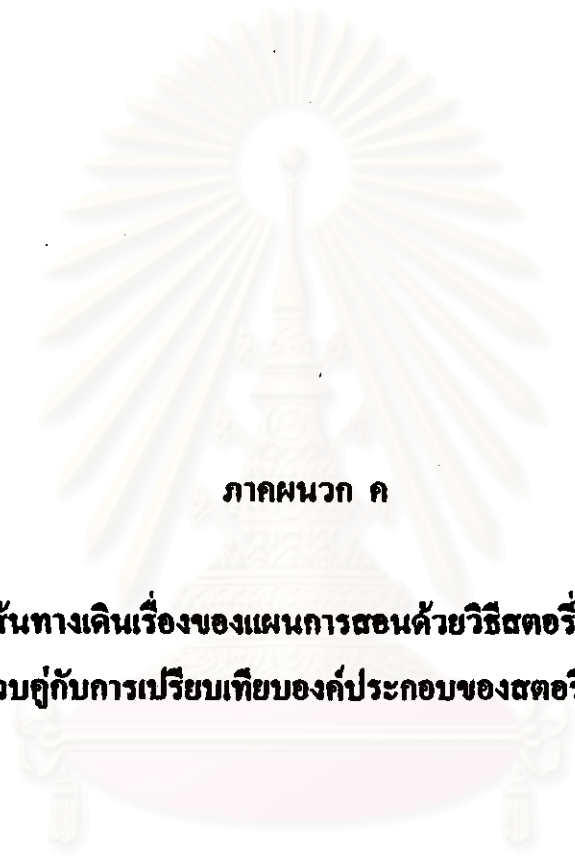 ภาคผนวก ค
ส้นทางเดินเรื่องของแผนการสอนด้วยวิธีสตอรี่
วบคู่กับการเปรียบเทียบองค์ประกอบของสตอรี